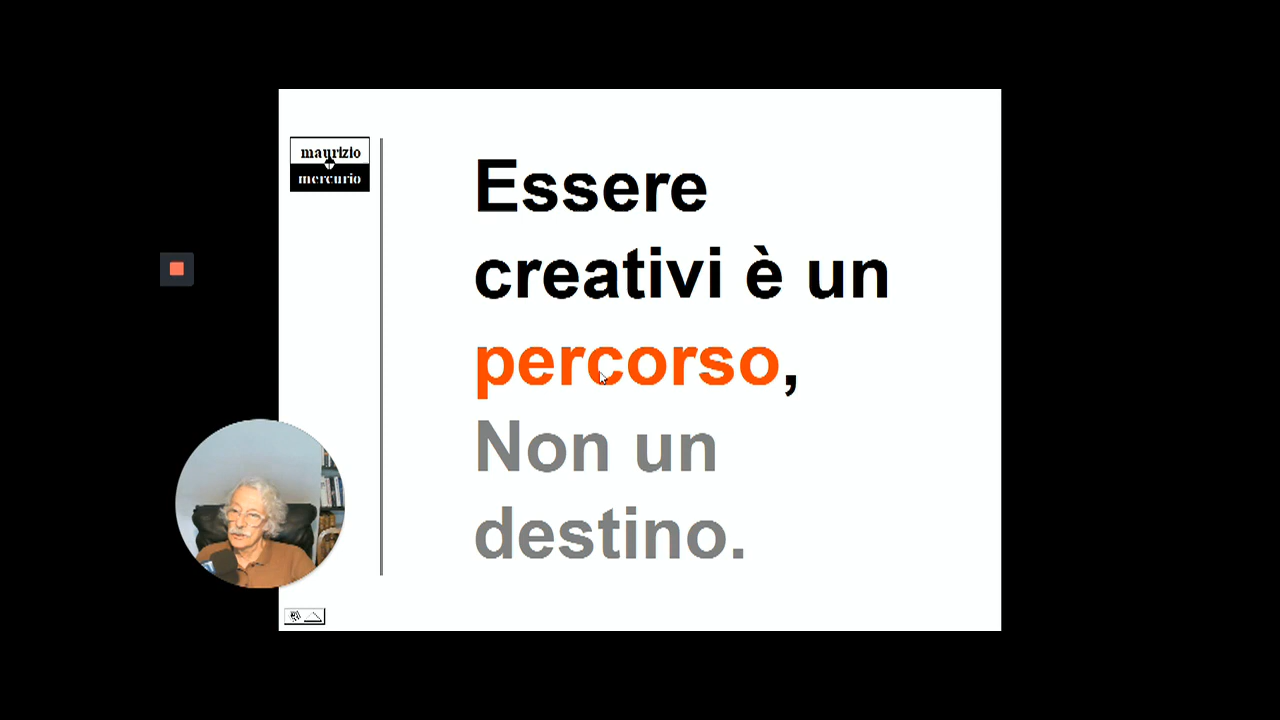 maurizio
mercurio
Essere
creativi è un
percorso,
Non un
destino.